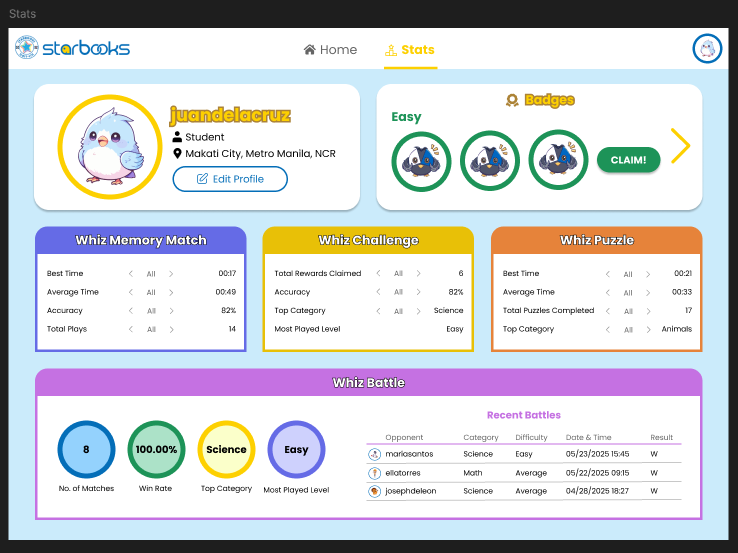 Stats
starbooks
Home
Stats
juandelacruz
Student
Makati City, Metro Manila, NCR
Edit Profile
Badges
Easy
CLAIM!
Whiz Memory Match
Best Time < All > 00:17
Average Time < All > 00:49
Accuracy < All > 82%
Total Plays < All > 14
Whiz Challenge
Total Rewards Claimed < All > 6
Accuracy < All > 82%
Top Category < All > Science
Most Played Level Easy
Whiz Puzzle
Best Time < All > 00:21
Average Time < All > 00:33
Total Puzzles Completed < All > 17
Top Category < All > Animals
Whiz Battle
8
No. of Matches
100.00%
Win Rate
Science
Top Category
Easy
Most Played Level
Recent Battles
Opponent Category Difficulty Date & Time Result
mariasantos Science Easy 05/23/2025 15:45 W
ellatorres Math Average 05/22/2025 09:15 W
josephdeleon Science Average 04/28/2025 18:27 W